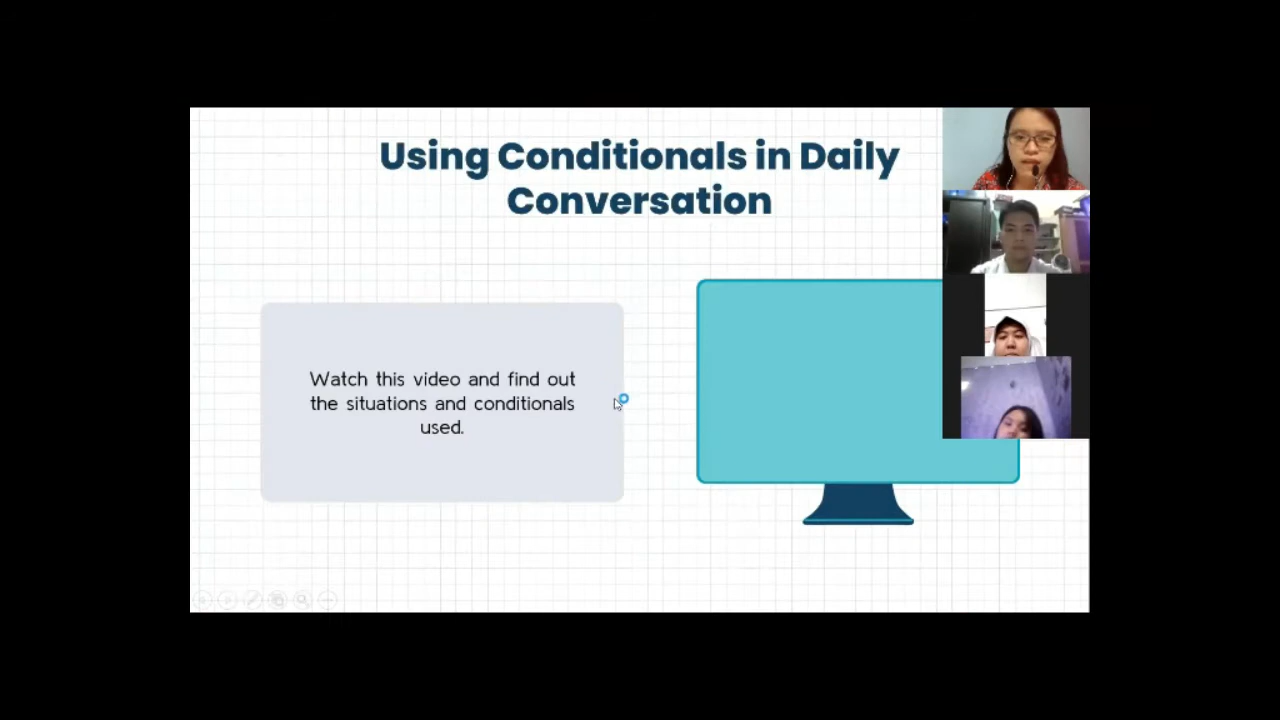 Using Conditionals in Daily
Conversation
Watch this video and find out
the situations and conditionals
used.